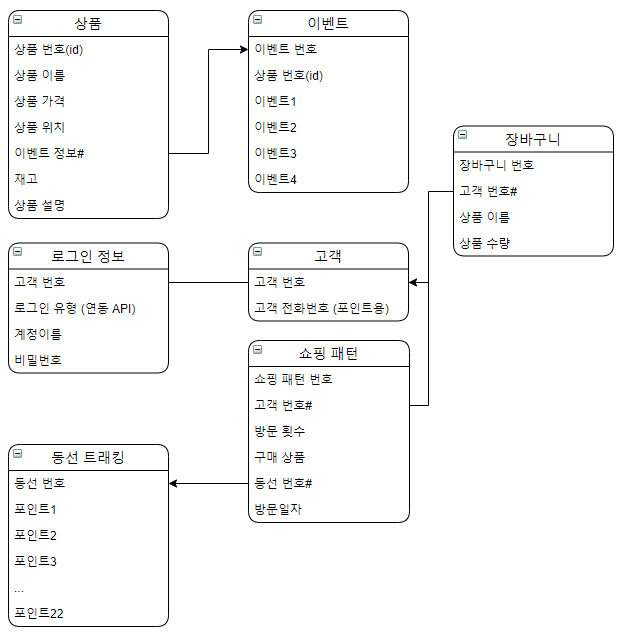 상품
상품 번호(id)
상품 이름
상품 가격
상품 위치
이벤트 정보#
재고
상품 설명
이벤트
이벤트 번호
상품 번호(id)
이벤트1
이벤트2
이벤트3
이벤트4
장바구니
장바구니 번호
고객 번호#
상품 이름
상품 수량
로그인 정보
고객 번호
로그인 유형 (연동 API)
계정이름
비밀번호
고객
고객 번호
고객 전화번호 (포인트용)
쇼핑 패턴
쇼핑 패턴 번호
고객 번호#
방문 횟수
구매 상품
동선 번호#
방문일자
동선 트래킹
동선 번호
포인트1
포인트2
포인트3
...
포인트22